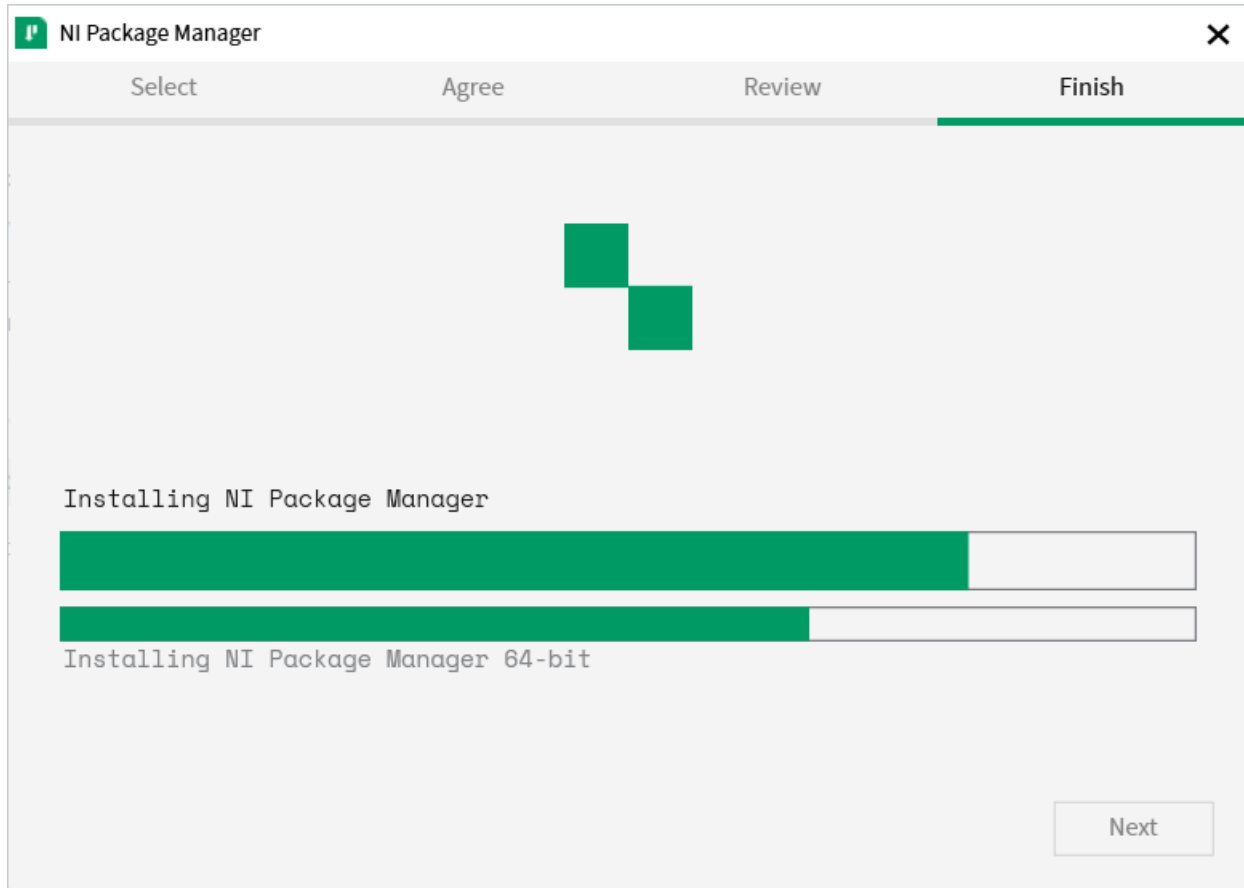 NI Package Manager
Select Agree Review Finish
Installing NI Package Manager
Installing NI Package Manager 64-bit
Next